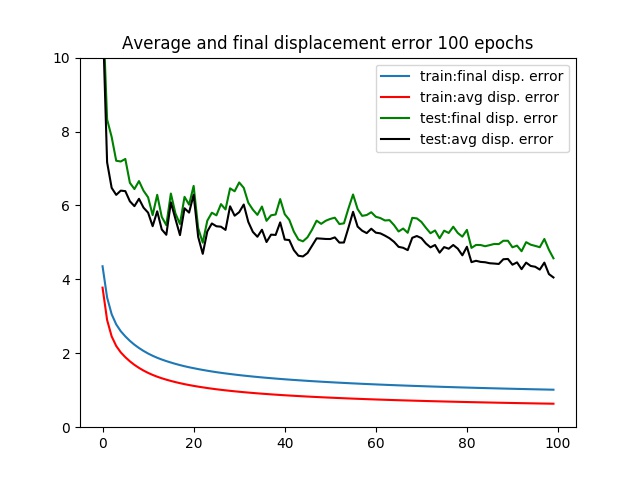 Average and final displacement error 100 epochs
train:final disp. error
train:avg disp. error
test:final disp. error
test:avg disp. error
10
8
6
4
2
0
0 20 40 60 80 100